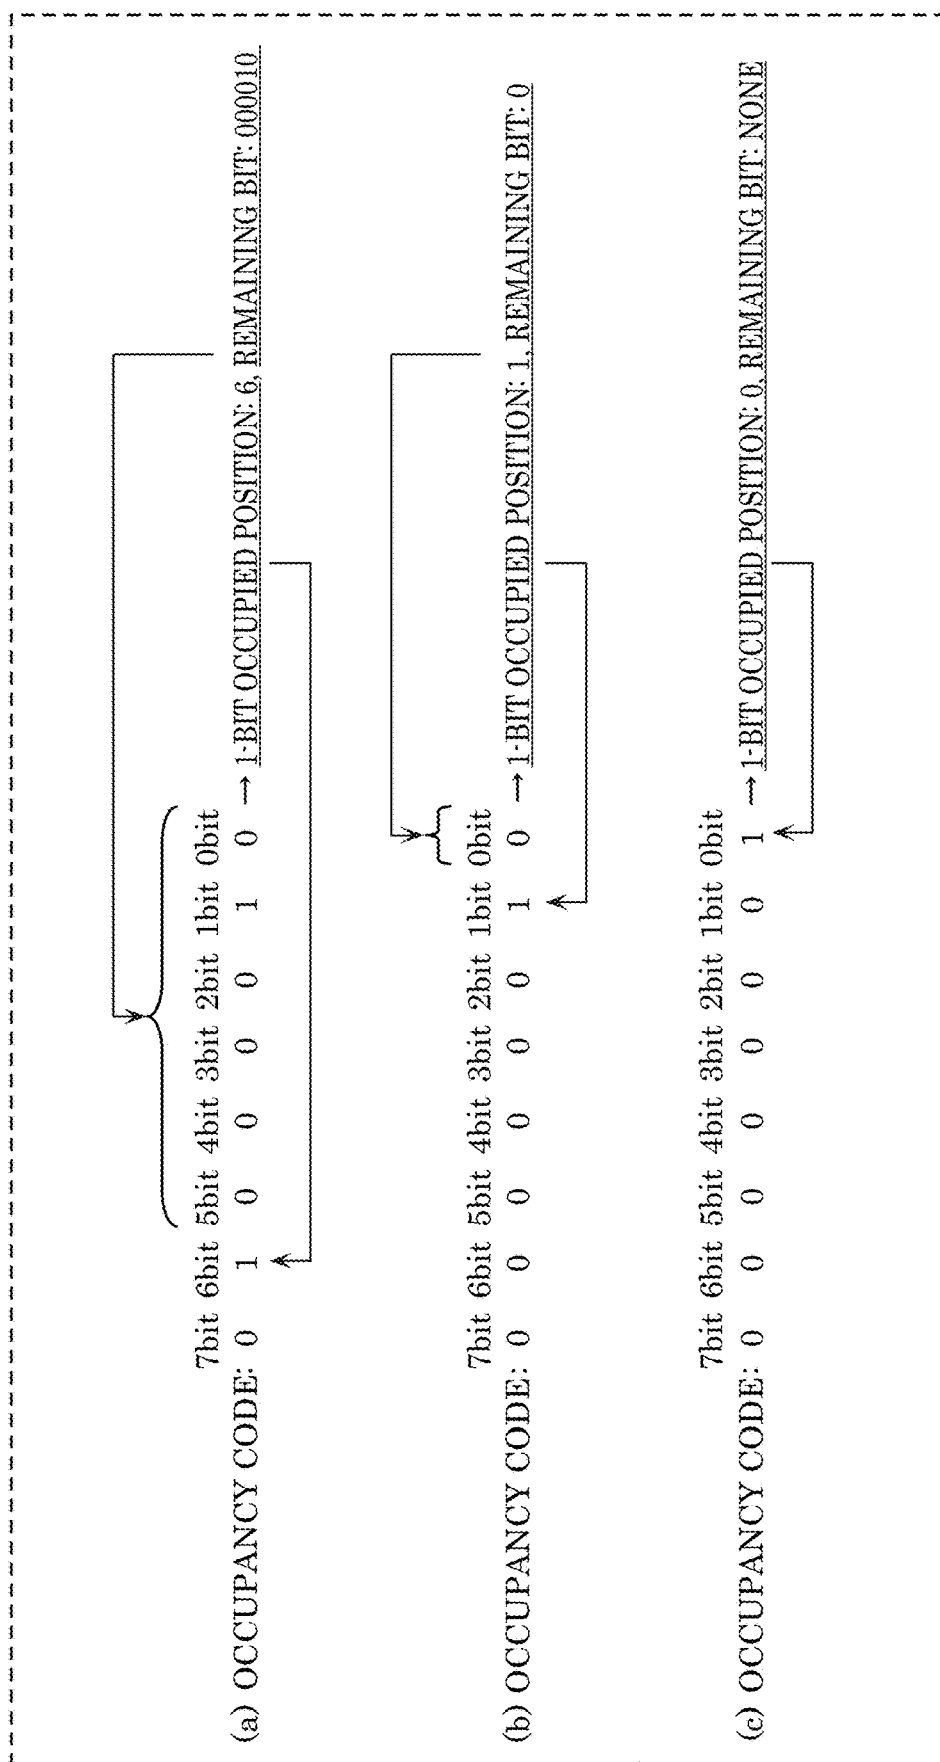 7bit 6bit 5bit 4bit 3bit 2bit 1bit 0bit
(a) OCCUPANCY CODE: 0 1 0 0 0 0 1 0 → 1-BIT OCCUPIED POSITION: 6, REMAINING BIT: 000010
7bit 6bit 5bit 4bit 3bit 2bit 1bit 0bit
(b) OCCUPANCY CODE: 0 0 0 0 0 0 1 0 → 1-BIT OCCUPIED POSITION: 1, REMAINING BIT: 0
7bit 6bit 5bit 4bit 3bit 2bit 1bit 0bit
(c) OCCUPANCY CODE: 0 0 0 0 0 0 0 1 → 1-BIT OCCUPIED POSITION: 0, REMAINING BIT: NONE